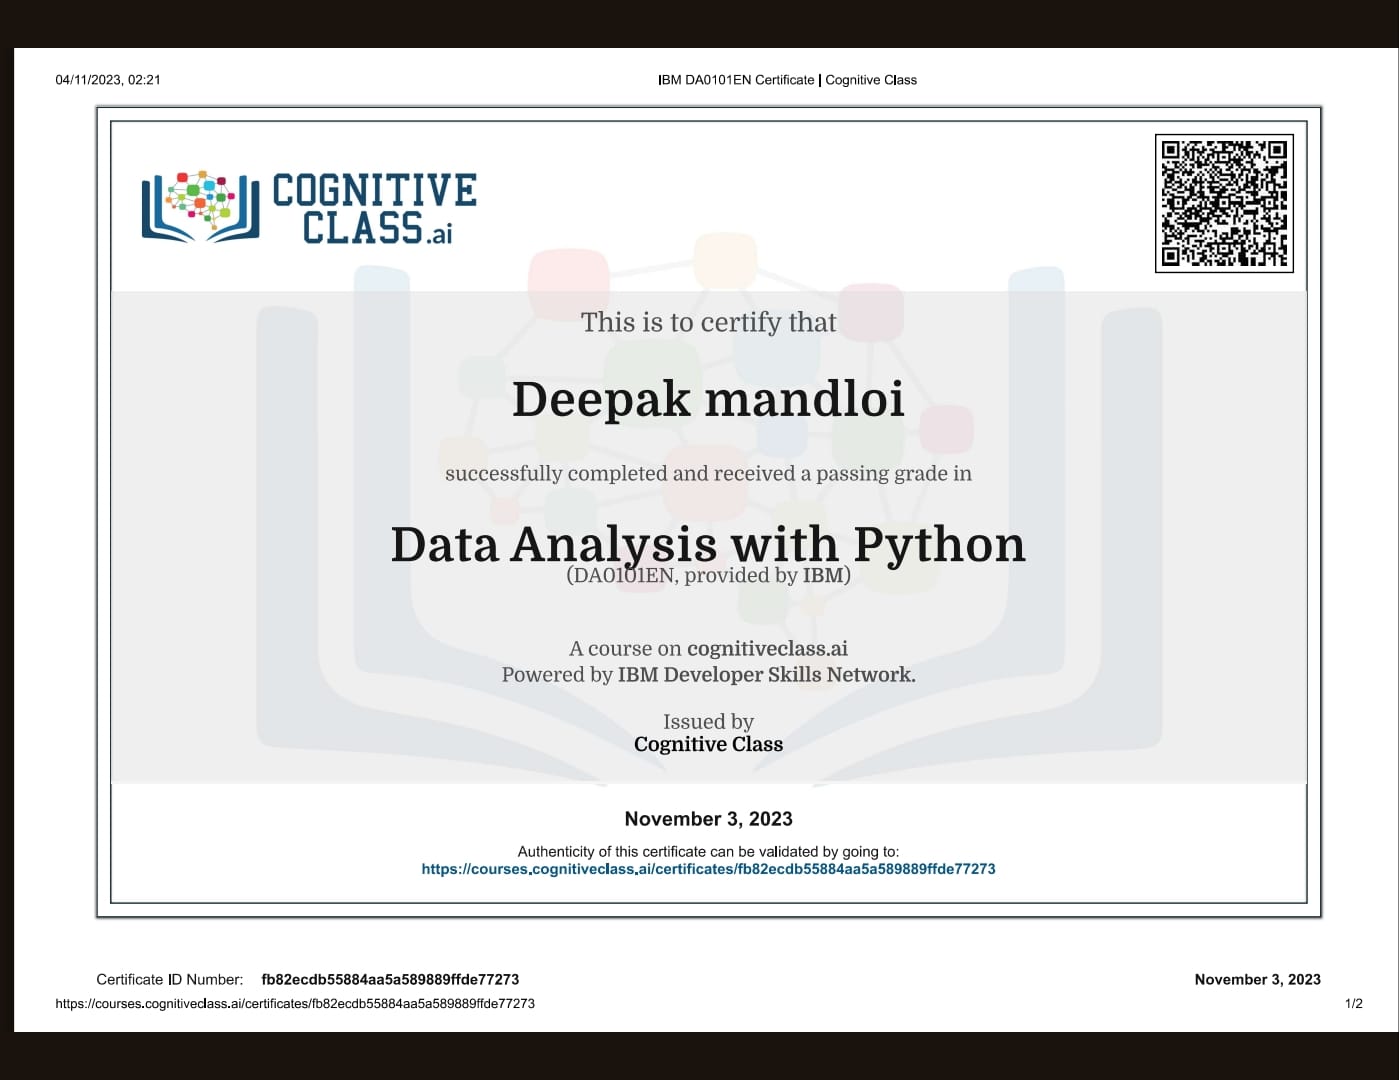 04/11/2023, 02:21
IBM DA0101EN Certificate | Cognitive Class
COGNITIVE
CLASS.ai
This is to certify that
Deepak mandloi
successfully completed and received a passing grade in
Data Analysis with Python
(DA0101EN, provided by IBM)
A course on cognitiveclass.ai
Powered by IBM Developer Skills Network.
Issued by
Cognitive Class
November 3, 2023
Authenticity of this certificate can be validated by going to:
https://courses.cognitiveclass.ai/certificates/fb82ecdb55884aa5a589889ffde77273
Certificate ID Number: fb82ecdb55884aa5a589889ffde77273
November 3, 2023
https://courses.cognitiveclass.ai/certificates/fb82ecdb55884aa5a589889ffde77273
1/2